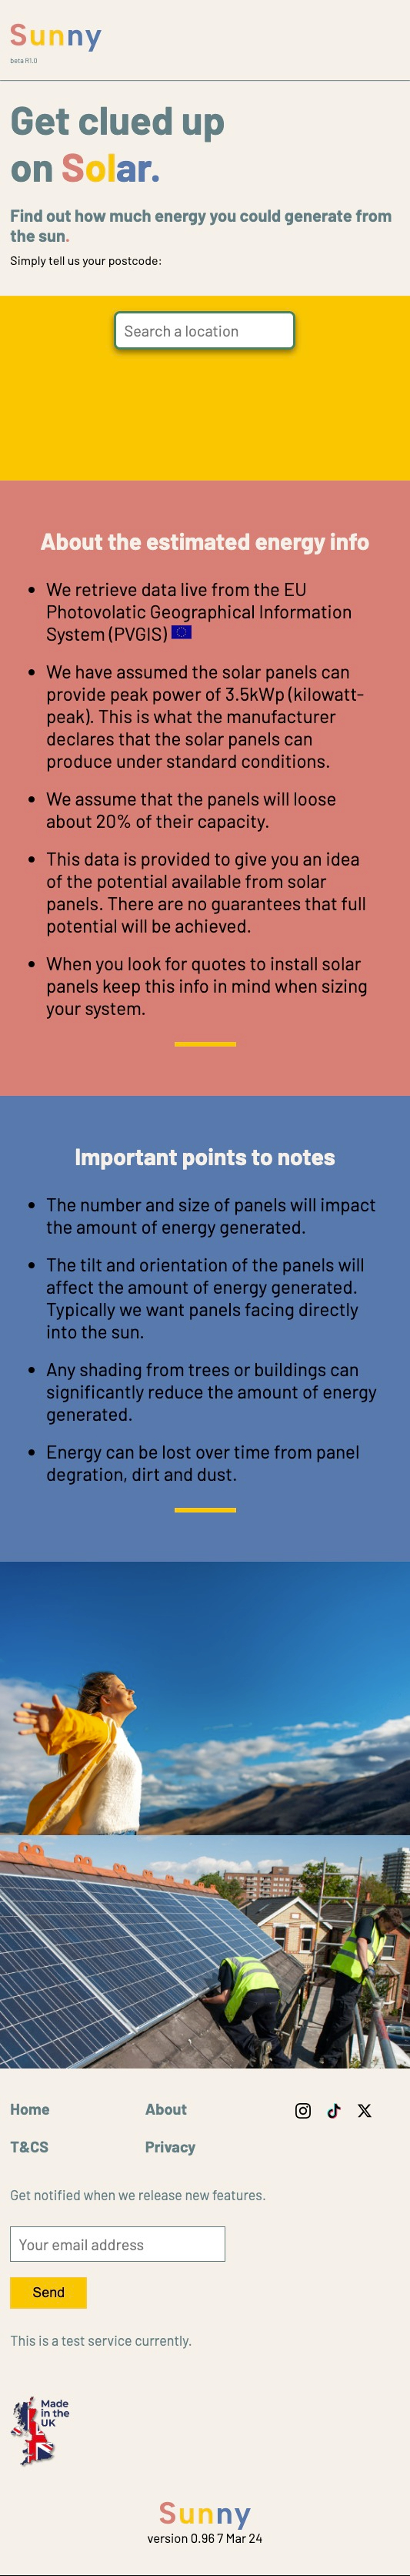 Sunny
beta R1.0
Get clued up
on Solar.
Find out how much energy you could generate from
the sun.
Simply tell us your postcode:
Search a location
About the estimated energy info
We retrieve data live from the EU
Photovolatic Geographical Information
System (PVGIS)
We have assumed the solar panels can
provide peak power of 3.5kWp (kilowatt-
peak). This is what the manufacturer
declares that the solar panels can
produce under standard conditions.
We assume that the panels will loose
about 20% of their capacity.
This data is provided to give you an idea
of the potential available from solar
panels. There are no guarantees that full
potential will be achieved.
When you look for quotes to install solar
panels keep this info in mind when sizing
your system.
Important points to notes
The number and size of panels will impact
the amount of energy generated.
The tilt and orientation of the panels will
affect the amount of energy generated.
Typically we want panels facing directly
into the sun.
Any shading from trees or buildings can
significantly reduce the amount of energy
generated.
Energy can be lost over time from panel
degration, dirt and dust.
Home About
T&CS Privacy
Get notified when we release new features.
Your email address
Send
This is a test service currently.
Made
in the
UK
Sunny
version 0.96 7 Mar 24